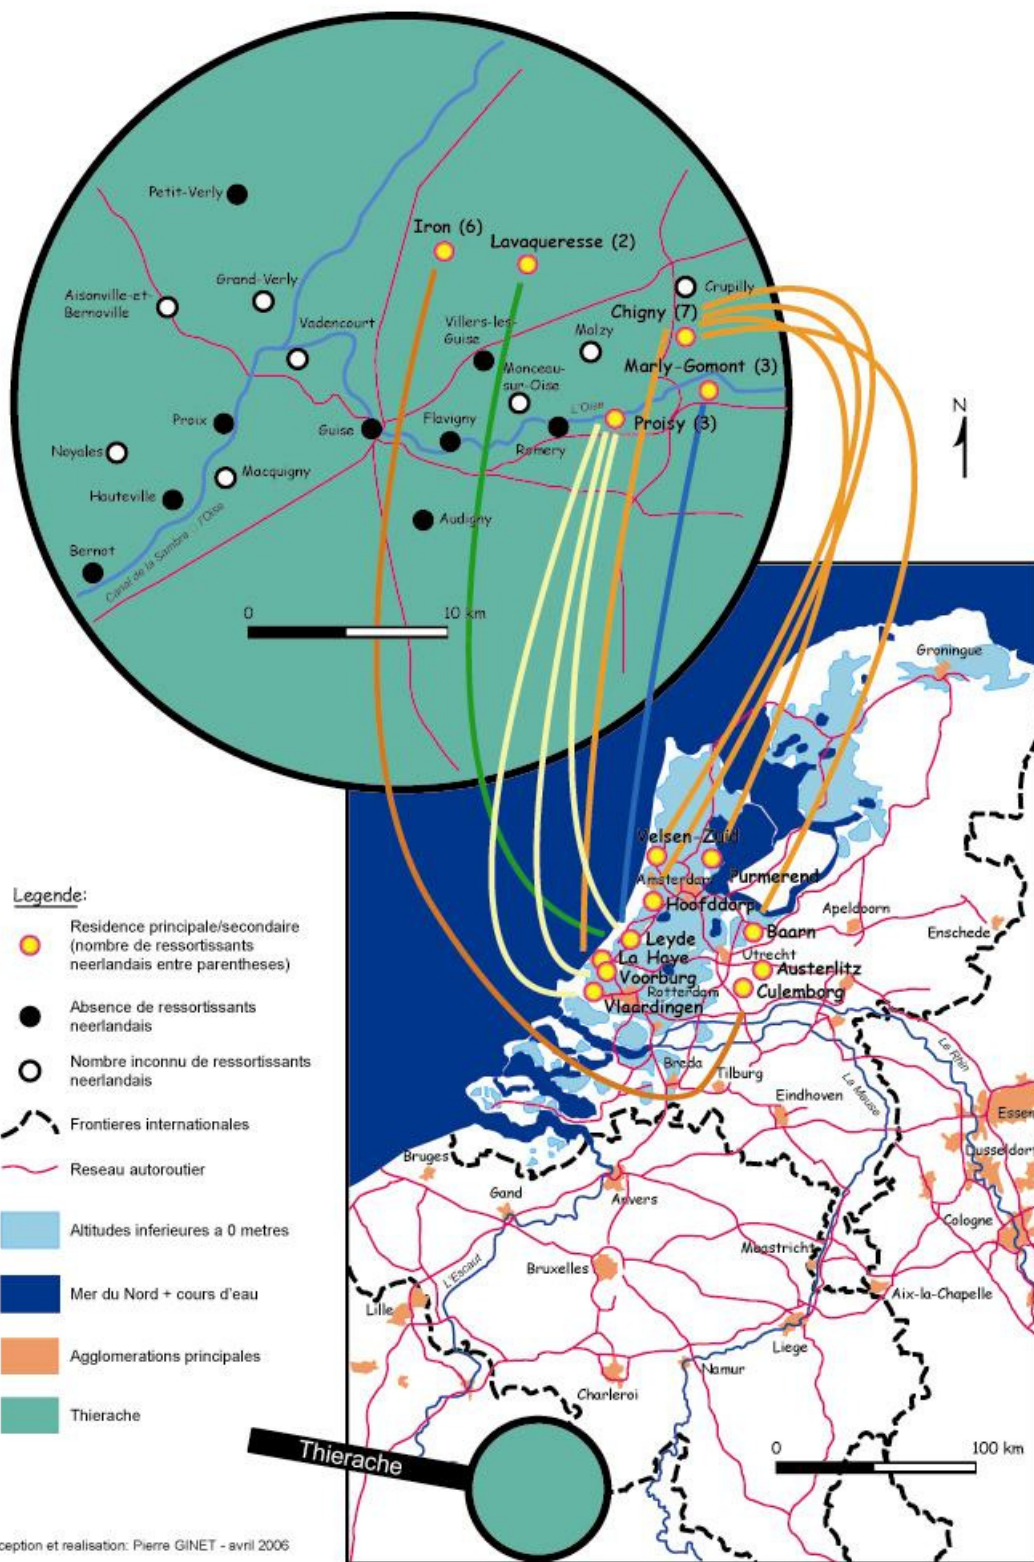 Petit-Verly
Iron (6)
Lavaqueresse (2)
Aisonville-et-
Bernoville
Grand-Verly
Crupilly
Chigny (7)
Vadencourt
Villers-les-
Guise
Malzy
Marly-Gomont (3)
Monceau-
sur-Oise
L'Oise
Proix
Guise
Flavigny
Proisy (3)
Romery
Noyales
Macquigny
Hauteville
Audigny
Bernot
Canal de la Sambre
l'Oise
0 10 km
N
Groningue
Velsen-Zuid
Amsterdam
Purmerend
Hoofddorp
Apeldoorn
Enschede
Leyde
Baarn
La Haye
Utrecht
Voorburg
Austerlitz
Rotterdam
Culemborg
Vlaardingen
Le Rhin
Breda
Tilburg
La Meuse
Eindhoven
Essen
Dusseldorf
Bruges
Gand
Anvers
Cologne
Maastricht
Bruxelles
L'Escaut
Aix-la-Chapelle
Lille
Liege
Namur
Charleroi
0 100 km
Thierache
Legende:
Residence principale/secondaire
(nombre de ressortissants
neerlandais entre parentheses)
Absence de ressortissants
neerlandais
Nombre inconnu de ressortissants
neerlandais
Frontieres internationales
Reseau autoroutier
Altitudes inferieures a 0 metres
Mer du Nord + cours d'eau
Agglomerations principales
Thierache
ception et realisation: Pierre GINET - avril 2006